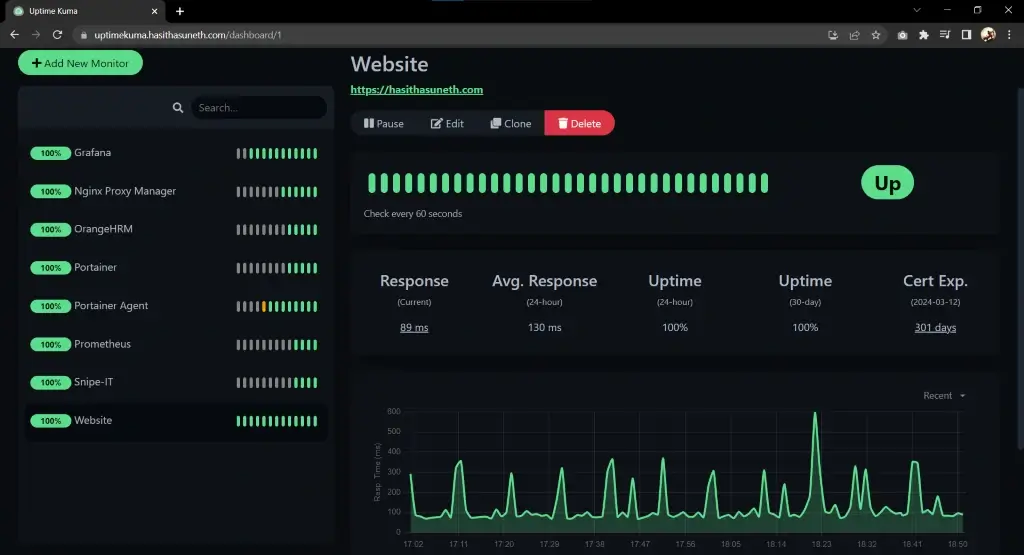 Uptime Kuma
uptimekuma.hasithasuneth.com/dashboard/1
Add New Monitor
Search...
100% Grafana
100% Nginx Proxy Manager
100% OrangeHRM
100% Portainer
100% Portainer Agent
100% Prometheus
100% Snipe-IT
100% Website
Website
https://hasithasuneth.com
Pause Edit Clone Delete
Up
Check every 60 seconds
Response Avg. Response Uptime Uptime Cert Exp.
(Current) (24-hour) (24-hour) (30-day) (2024-03-12)
89 ms 130 ms 100% 100% 301 days
Recent
Resp. Time (ms)
600
500
400
300
200
100
0
17:02 17:11 17:20 17:29 17:38 17:47 17:56 18:05 18:14 18:23 18:32 18:41 18:50